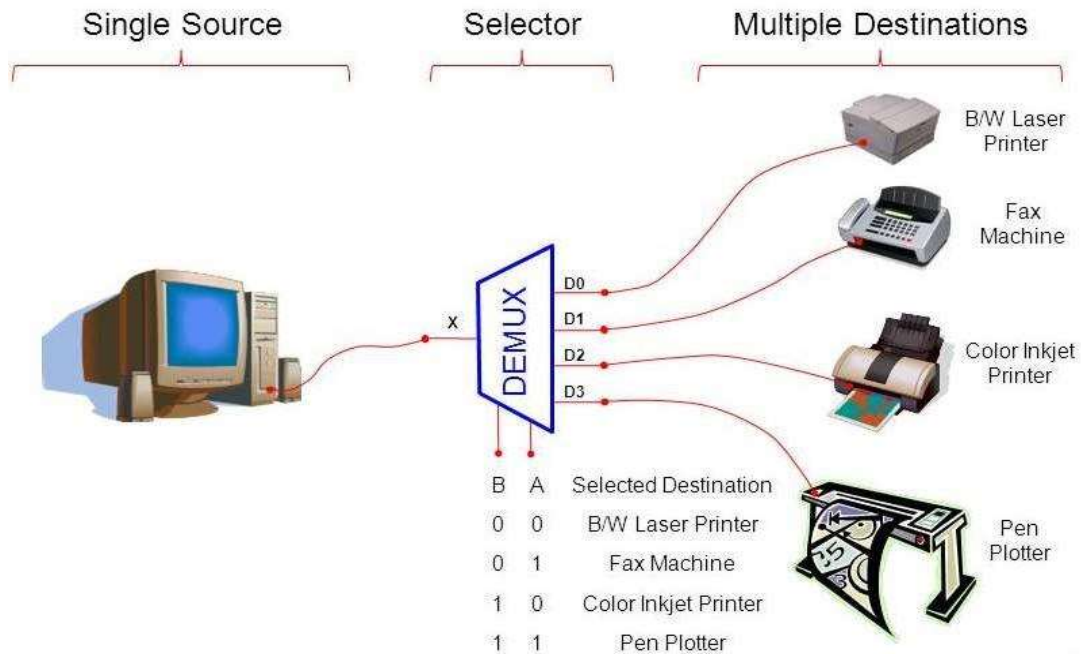 Single Source
Selector
Multiple Destinations
B/W Laser
Printer
Fax
Machine
Color Inkjet
Printer
Pen
Plotter
X
DEMUX
D0
D1
D2
D3
B A Selected Destination
0 0 B/W Laser Printer
0 1 Fax Machine
1 0 Color Inkjet Printer
1 1 Pen Plotter